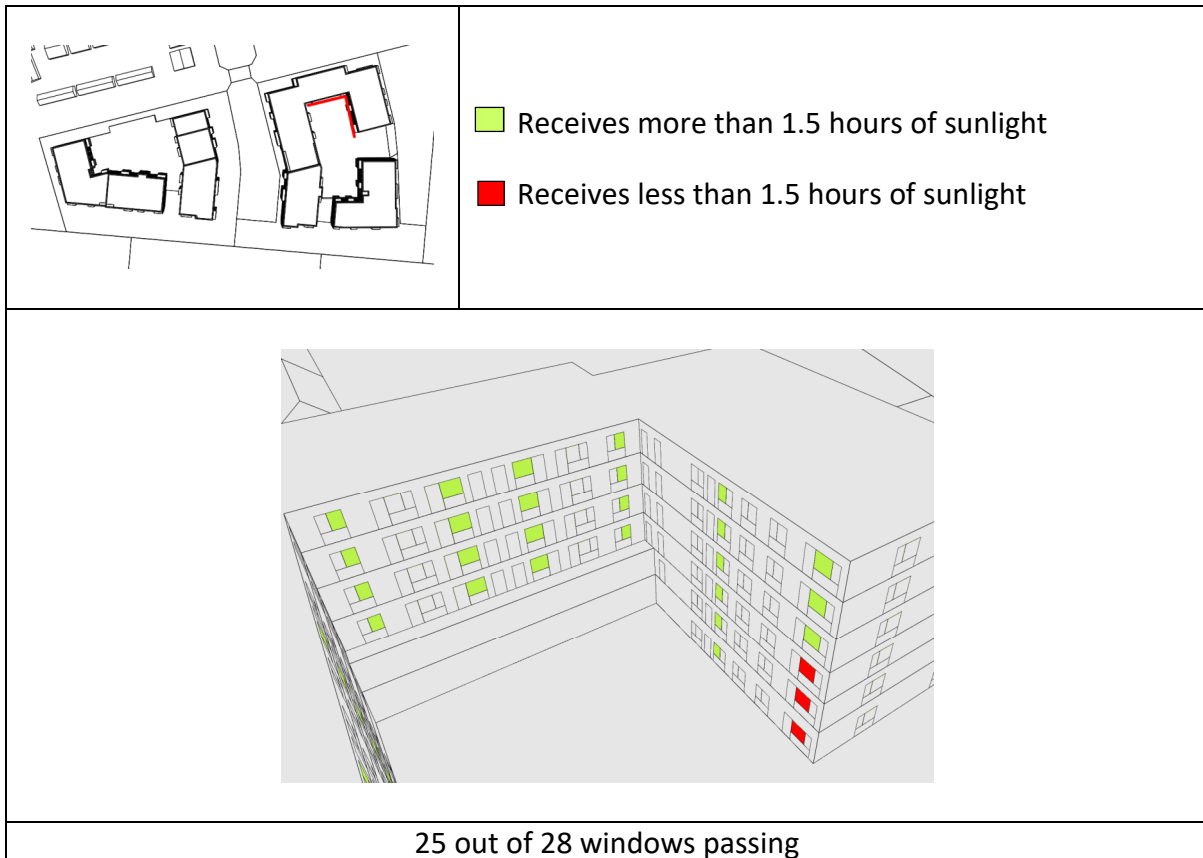 Receives more than 1.5 hours of sunlight
Receives less than 1.5 hours of sunlight
25 out of 28 windows passing